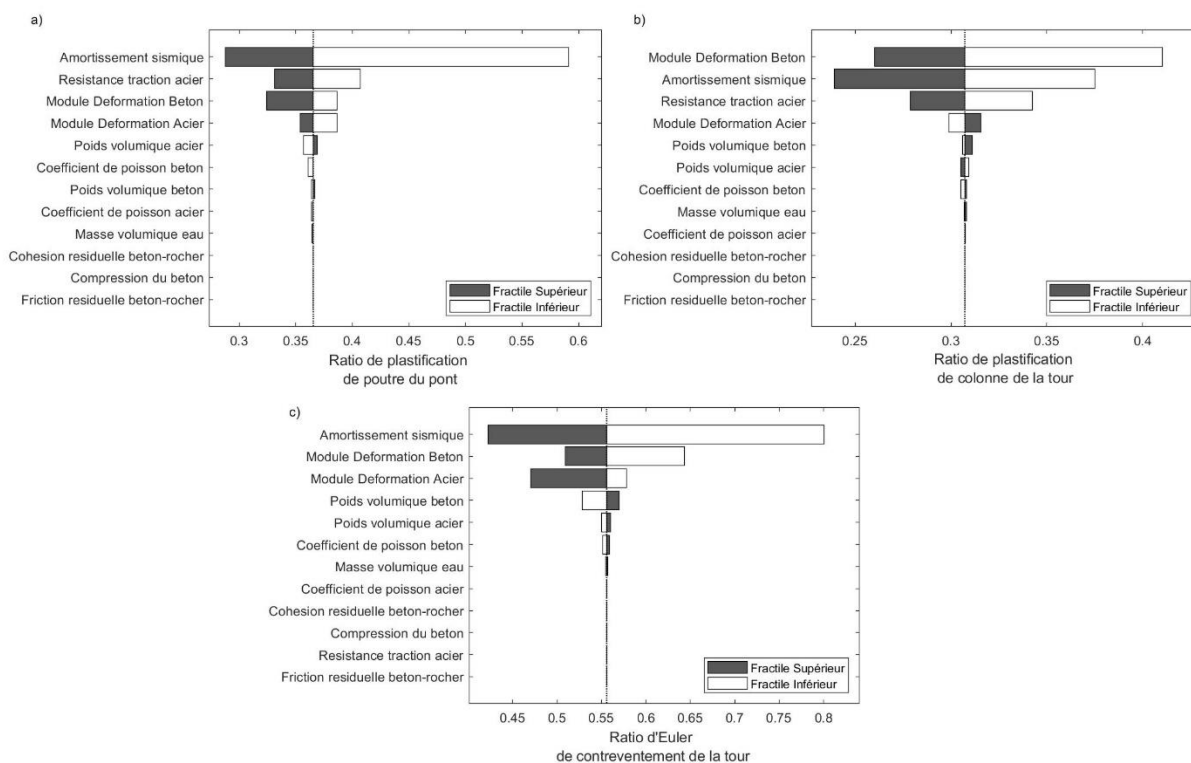 a)
Amortissement sismique
Resistance traction acier
Module Deformation Beton
Module Deformation Acier
Poids volumique acier
Coefficient de poisson beton
Poids volumique beton
Coefficient de poisson acier
Masse volumique eau
Cohesion residuelle beton-rocher
Compression du beton
Friction residuelle beton-rocher
Fractile Supérieur
Fractile Inférieur
0.3 0.35 0.4 0.45 0.5 0.55 0.6
Ratio de plastification
de poutre du pont
b)
Module Deformation Beton
Amortissement sismique
Resistance traction acier
Module Deformation Acier
Poids volumique beton
Poids volumique acier
Coefficient de poisson beton
Masse volumique eau
Coefficient de poisson acier
Cohesion residuelle beton-rocher
Compression du beton
Friction residuelle beton-rocher
Fractile Supérieur
Fractile Inférieur
0.25 0.3 0.35 0.4
Ratio de plastification
de colonne de la tour
c)
Amortissement sismique
Module Deformation Beton
Module Deformation Acier
Poids volumique beton
Poids volumique acier
Coefficient de poisson beton
Masse volumique eau
Coefficient de poisson acier
Cohesion residuelle beton-rocher
Compression du beton
Resistance traction acier
Friction residuelle beton-rocher
Fractile Supérieur
Fractile Inférieur
0.45 0.5 0.55 0.6 0.65 0.7 0.75 0.8
Ratio d'Euler
de contreventement de la tour